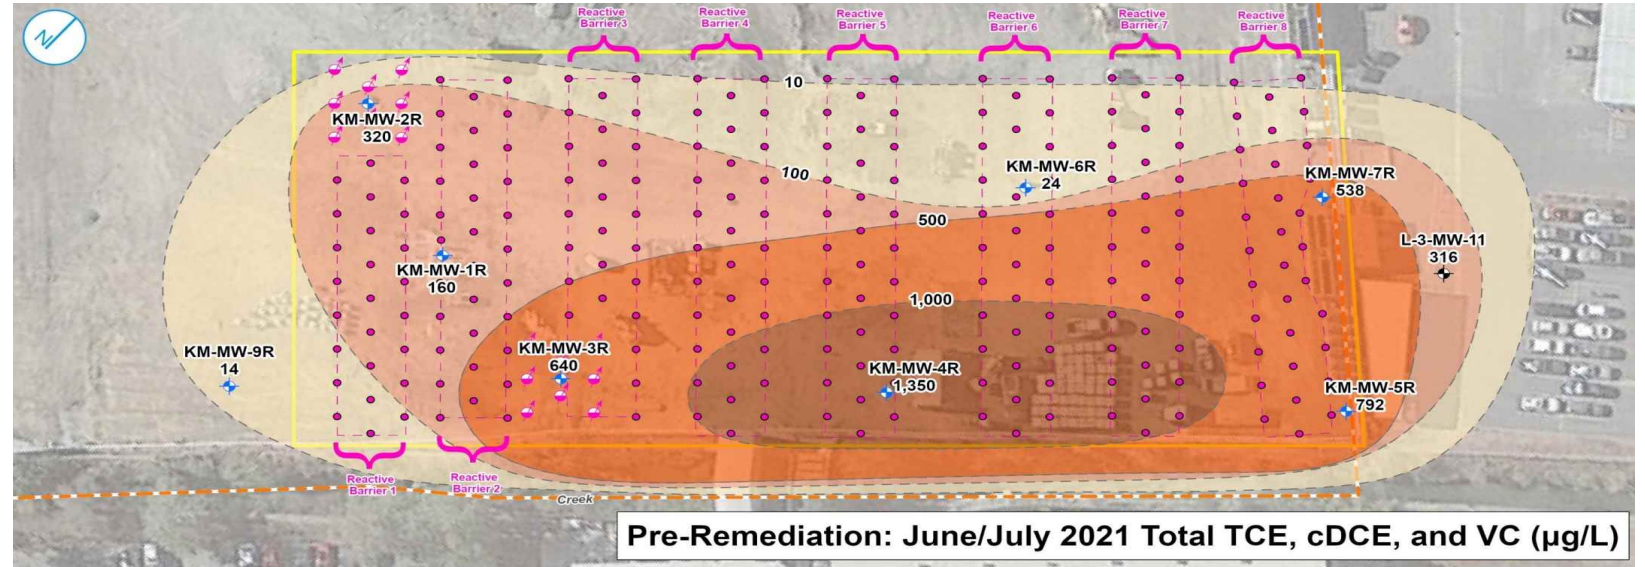 N
Reactive
Barrier 3
Reactive
Barrier 4
Reactive
Barrier 5
Reactive
Barrier 6
Reactive
Barrier 7
Reactive
Barrier 8
10
KM-MW-2R
320
100
KM-MW-6R
24
KM-MW-7R
538
500
L-3-MW-11
316
KM-MW-1R
160
1,000
KM-MW-9R
14
KM-MW-3R
640
KM-MW-4R
1,350
KM-MW-5R
792
Reactive
Barrier 1
Reactive
Barrier 2
Creek
Pre-Remediation: June/July 2021 Total TCE, cDCE, and VC (µg/L)